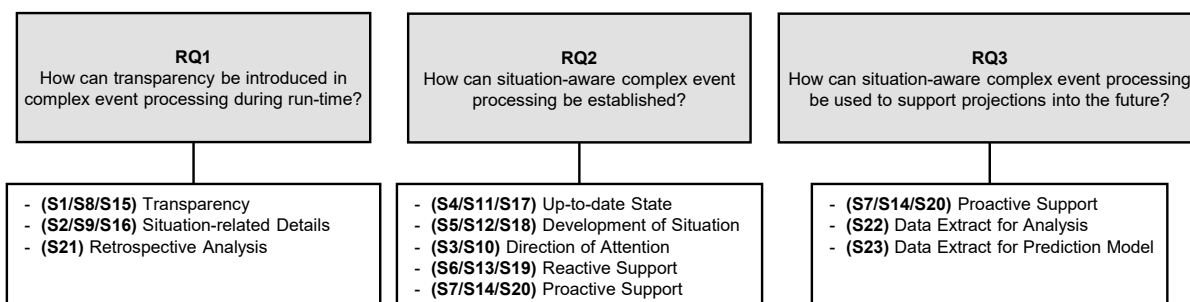 RQ1
How can transparency be introduced in
complex event processing during run-time?
- (S1/S8/S15) Transparency
- (S2/S9/S16) Situation-related Details
- (S21) Retrospective Analysis
RQ2
How can situation-aware complex event
processing be established?
- (S4/S11/S17) Up-to-date State
- (S5/S12/S18) Development of Situation
- (S3/S10) Direction of Attention
- (S6/S13/S19) Reactive Support
- (S7/S14/S20) Proactive Support
RQ3
How can situation-aware complex event processing
be used to support projections into the future?
- (S7/S14/S20) Proactive Support
- (S22) Data Extract for Analysis
- (S23) Data Extract for Prediction Model